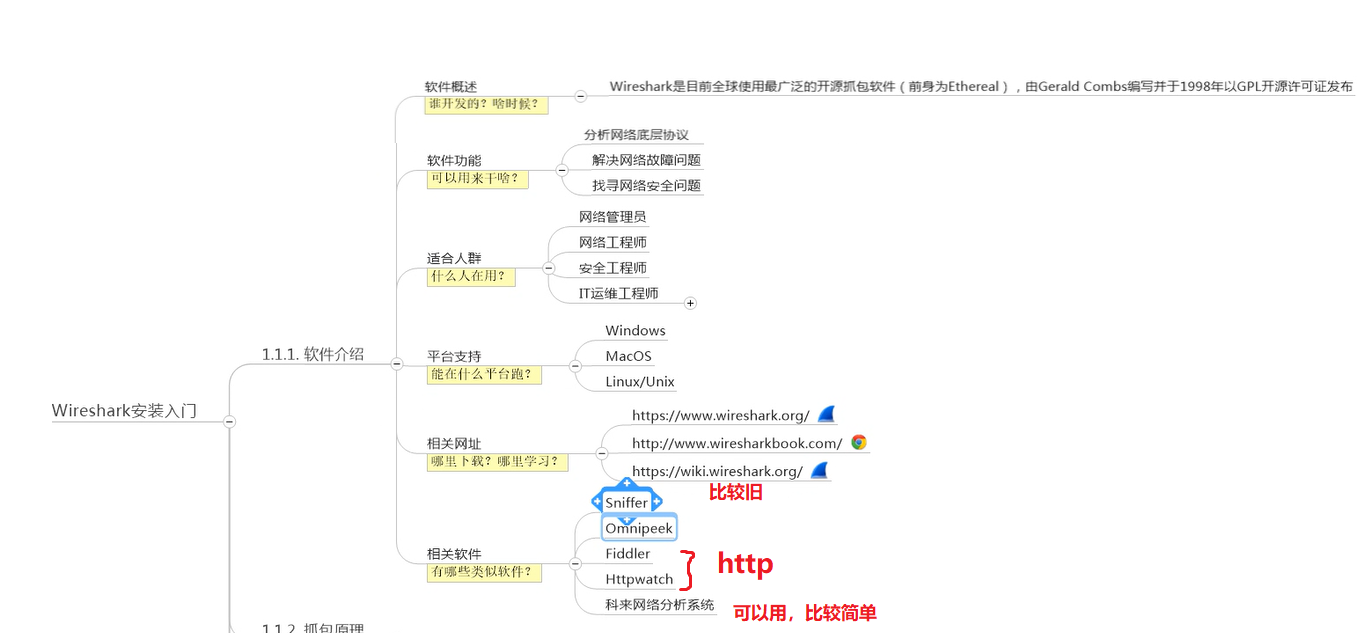 软件概述
谁开发的？啥时候？
Wireshark是目前全球使用最广泛的开源抓包软件（前身为Ethereal），由Gerald Combs编写并于1998年以GPL开源许可证发布
软件功能
可以用来干啥？
分析网络底层协议
解决网络故障问题
找寻网络安全问题
适合人群
什么人在用？
网络管理员
网络工程师
安全工程师
IT运维工程师
Wireshark安装入门
1.1.1. 软件介绍
平台支持
能在什么平台跑？
Windows
MacOS
Linux/Unix
相关网址
哪里下载？哪里学习？
https://www.wireshark.org/
http://www.wiresharkbook.com/
https://wiki.wireshark.org/
比较旧
相关软件
有哪些类似软件？
Sniffer
Omnipeek
Fiddler
Httpwatch
http
科来网络分析系统
可以用，比较简单
1.1.2. 抓包原理